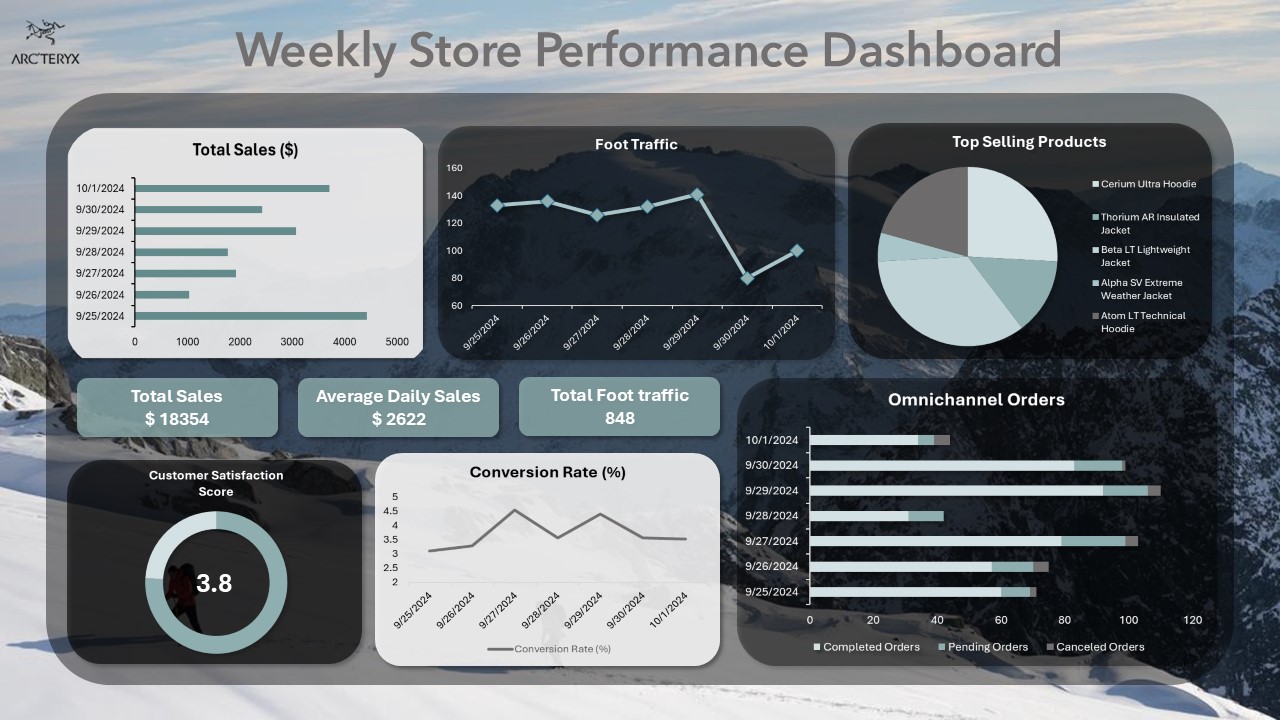 ARC'TERYX
Weekly Store Performance Dashboard
Total Sales ($)
10/1/2024
9/30/2024
9/29/2024
9/28/2024
9/27/2024
9/26/2024
9/25/2024
0 1000 2000 3000 4000 5000
Foot Traffic
160
140
120
100
80
60
9/25/2024 9/26/2024 9/27/2024 9/28/2024 9/29/2024 9/30/2024 10/1/2024
Top Selling Products
Cerium Ultra Hoodie
Thorium AR Insulated
Jacket
Beta LT Lightweight
Jacket
Alpha SV Extreme
Weather Jacket
Atom LT Technical
Hoodie
Total Sales
$ 18354
Average Daily Sales
$ 2622
Total Foot traffic
848
Customer Satisfaction
Score
3.8
Conversion Rate (%)
5
4.5
4
3.5
3
2.5
2
9/25/2024 9/26/2024 9/27/2024 9/28/2024 9/29/2024 9/30/2024 10/1/2024
Conversion Rate (%)
Omnichannel Orders
10/1/2024
9/30/2024
9/29/2024
9/28/2024
9/27/2024
9/26/2024
9/25/2024
0 20 40 60 80 100 120
Completed Orders Pending Orders Canceled Orders